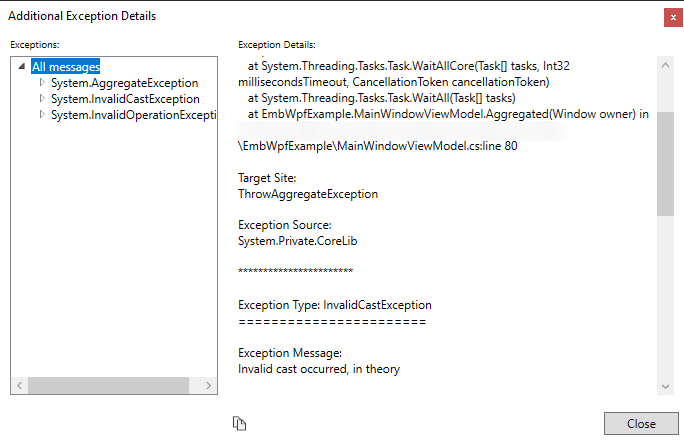 Additional Exception Details
x
Exceptions:
All messages
System.AggregateException
System.InvalidCastException
System.InvalidOperationExcepti
Exception Details:
at System.Threading.Tasks.Task.WaitAllCore(Task[] tasks, Int32
millisecondsTimeout, CancellationToken cancellationToken)
at System.Threading.Tasks.Task.WaitAll(Task[] tasks)
at EmbWpfExample.MainWindowViewModel.Aggregated(Window owner) in
\EmbWpfExample\MainWindowViewModel.cs:line 80
Target Site:
ThrowAggregateException
Exception Source:
System.Private.CoreLib
***********************
Exception Type: InvalidCastException
=======================
Exception Message:
Invalid cast occurred, in theory
Close